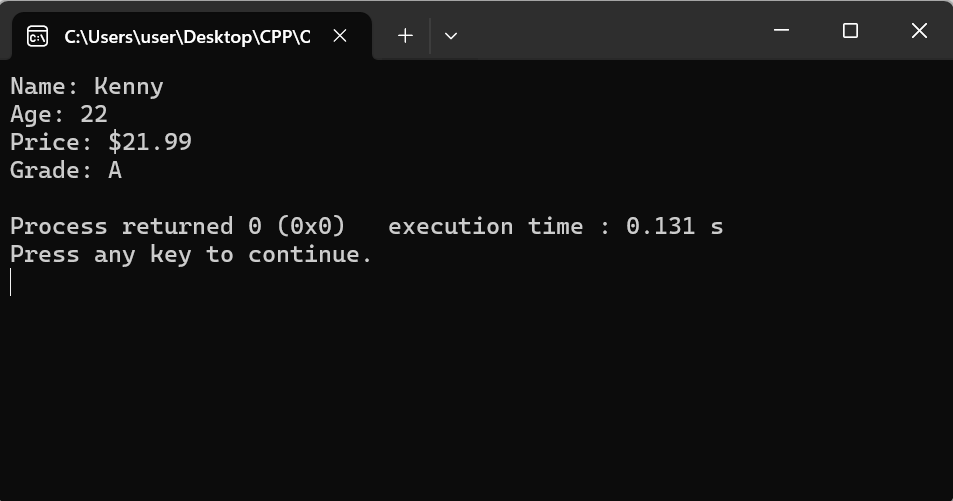 C:\Users\user\Desktop\CPP\C
Name: Kenny
Age: 22
Price: $21.99
Grade: A
Process returned 0 (0x0)   execution time : 0.131 s
Press any key to continue.